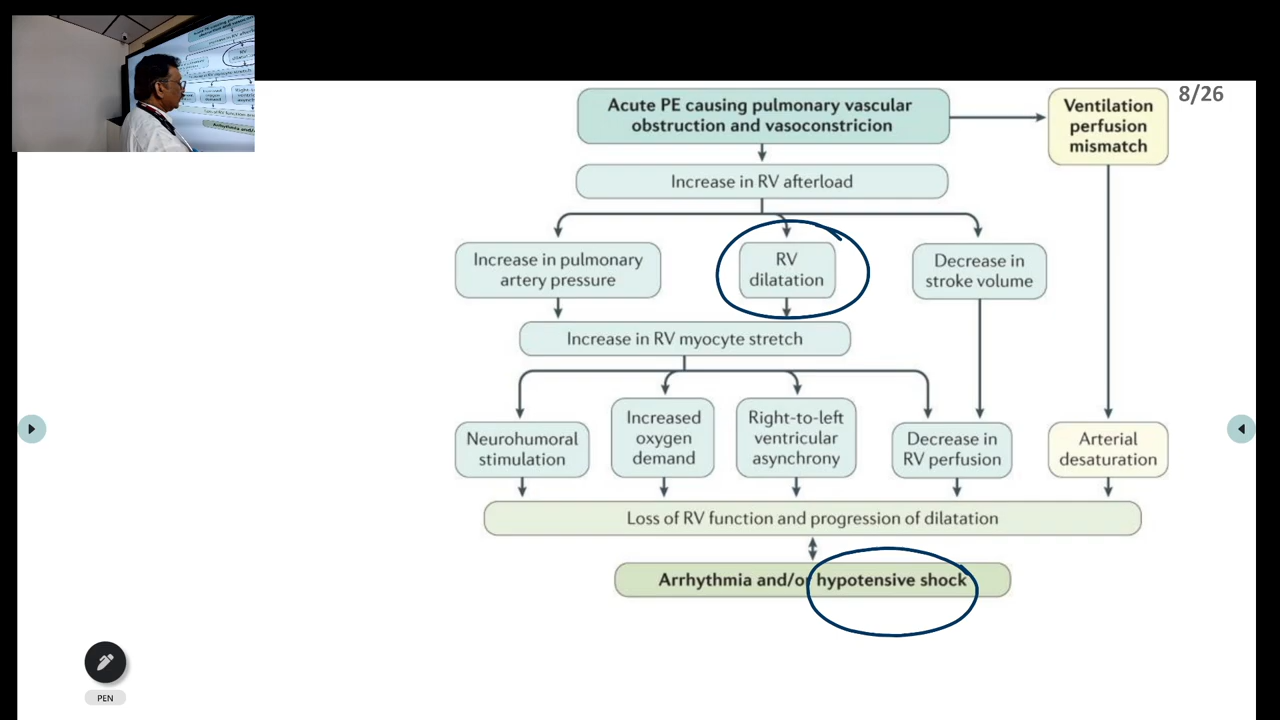 8/26
Acute PE causing pulmonary vascular
obstruction and vasoconstricion
Ventilation
perfusion
mismatch
Increase in RV afterload
Increase in pulmonary
artery pressure
RV
dilatation
Decrease in
stroke volume
Increase in RV myocyte stretch
Neurohumoral
stimulation
Increased
oxygen
demand
Right-to-left
ventricular
asynchrony
Decrease in
RV perfusion
Arterial
desaturation
Loss of RV function and progression of dilatation
Arrhythmia and/or hypotensive shock
PEN